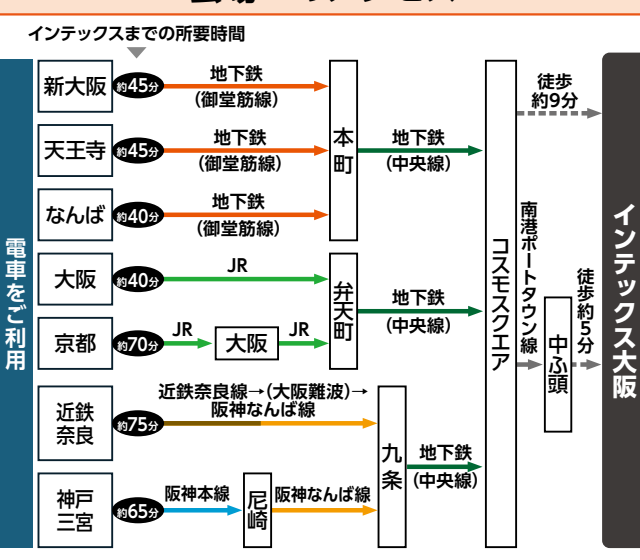 インテックスまでの所要時間
電車をご利用
新大阪
約45分
地下鉄
(御堂筋線)
天王寺
約45分
地下鉄
(御堂筋線)
なんば
約40分
地下鉄
(御堂筋線)
本町
地下鉄
(中央線)
大阪
約40分
JR
京都
約70分
JR
大阪
JR
弁天町
地下鉄
(中央線)
近鉄
奈良
約75分
近鉄奈良線→(大阪難波)→
阪神なんば線
神戸
三宮
約65分
阪神本線
尼崎
阪神なんば線
九条
地下鉄
(中央線)
コスモスクエア
徒歩
約9分
南港ポートタウン線
中ふ頭
徒歩約5分
インテックス大阪